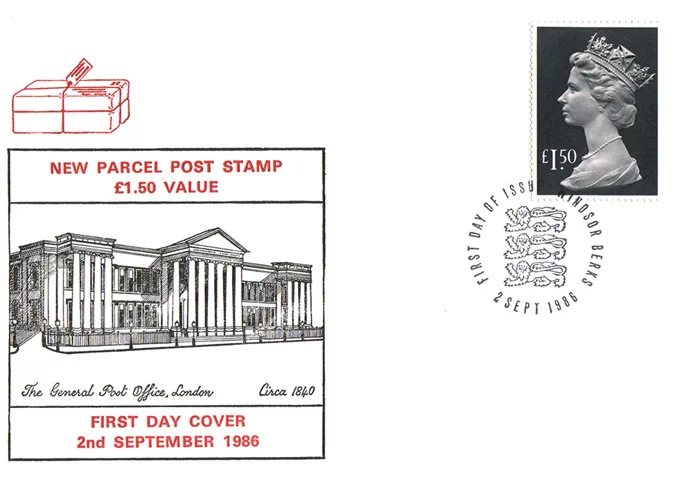 NEW PARCEL POST STAMP
£1.50 VALUE
The General Post Office, London Circa 1840
FIRST DAY COVER
2nd SEPTEMBER 1986
£1.50
FIRST DAY OF ISSUE WINDSOR BERKS
2 SEPT 1986